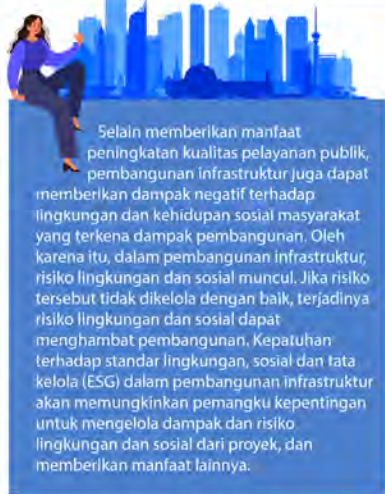 Selain memberikan manfaat
peningkatan kualitas pelayanan publik,
pembangunan infrastruktur juga dapat
memberikan dampak negatif terhadap
lingkungan dan kehidupan sosial masyarakat
yang terkena dampak pembangunan. Oleh
karena itu, dalam pembangunan infrastruktur,
risiko lingkungan dan sosial muncul. Jika risiko
tersebut tidak dikelola dengan baik, terjadinya
risiko lingkungan dan sosial dapat
menghambat pembangunan. Kepatuhan
terhadap standar lingkungan, sosial dan tata
kelola (ESG) dalam pembangunan infrastruktur
akan memungkinkan pemangku kepentingan
untuk mengelola dampak dan risiko
lingkungan dan sosial dari proyek, dan
memberikan manfaat lainnya.